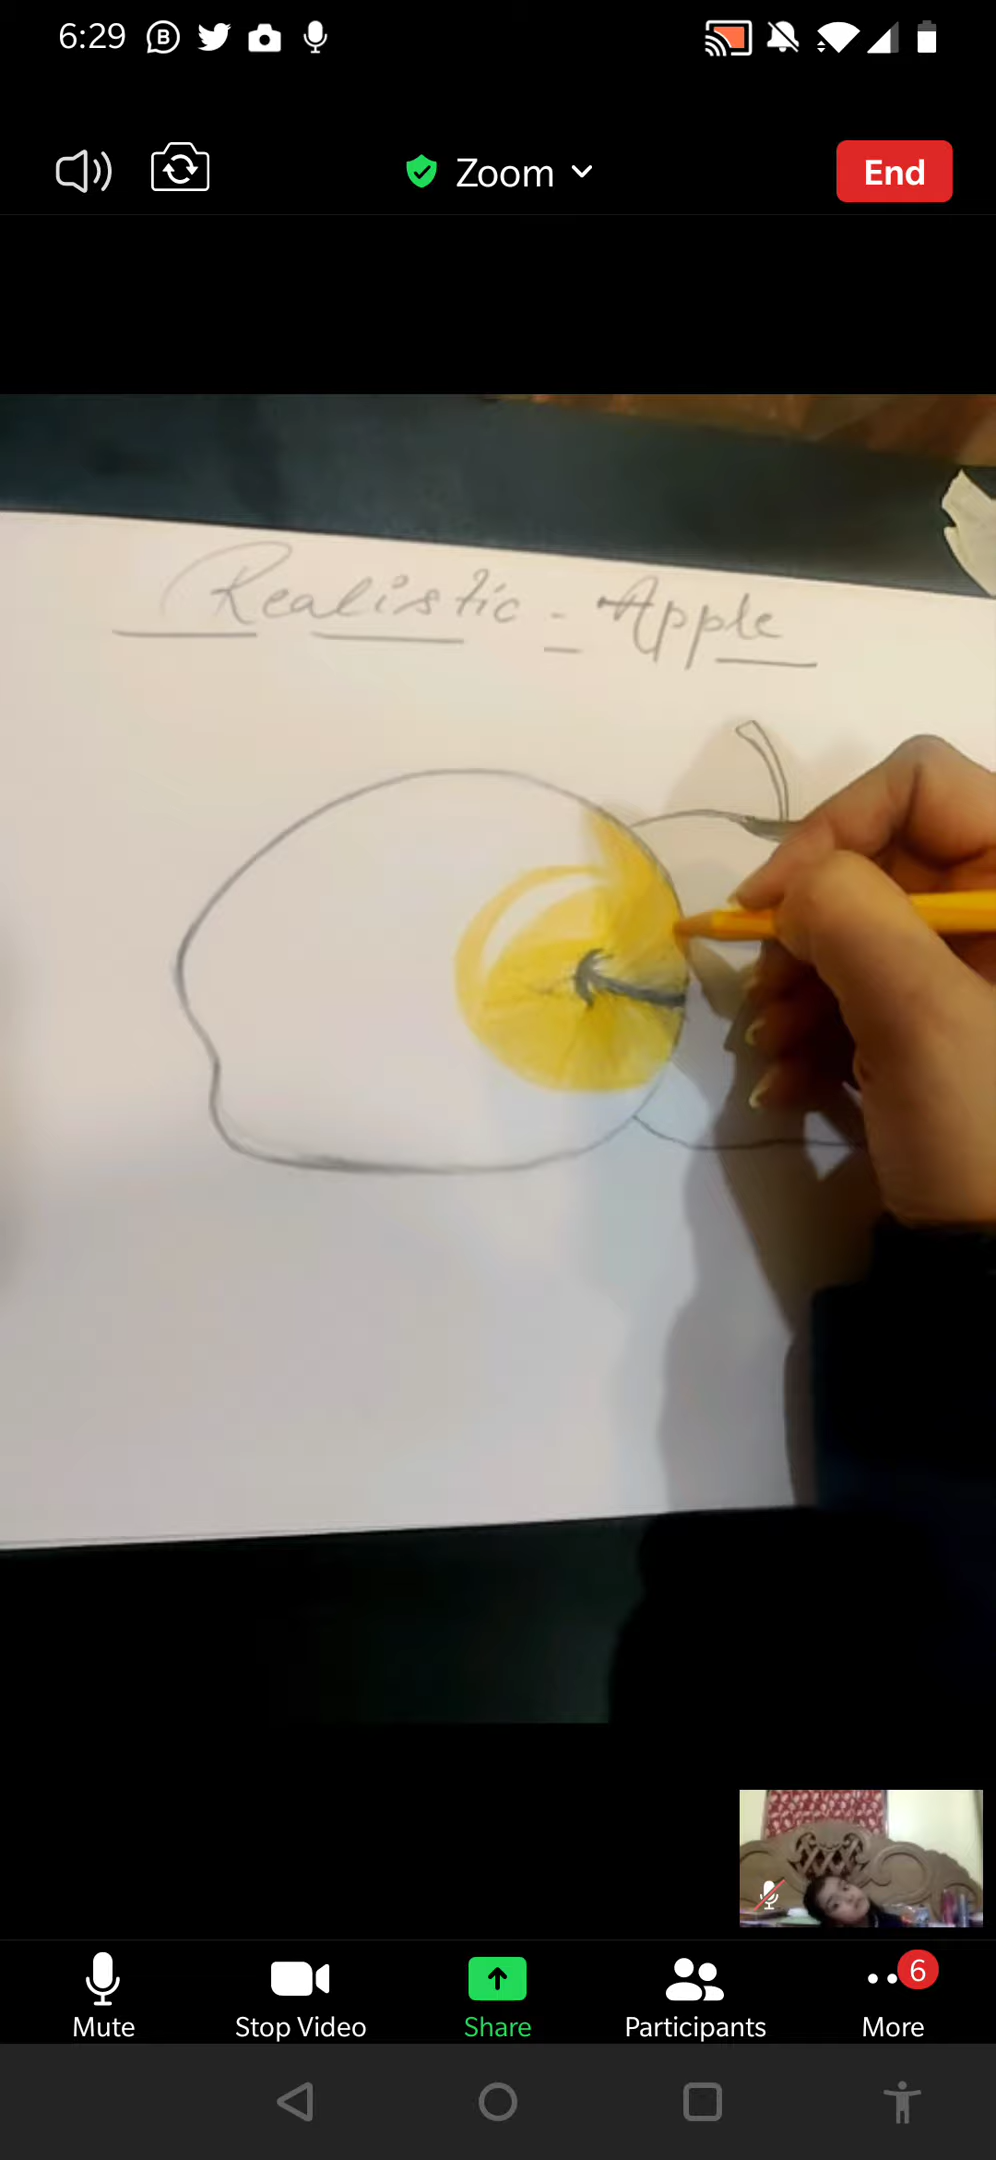 6:29
Zoom
End
Realistic - Apple
Mute
Stop Video
Share
Participants
More
6